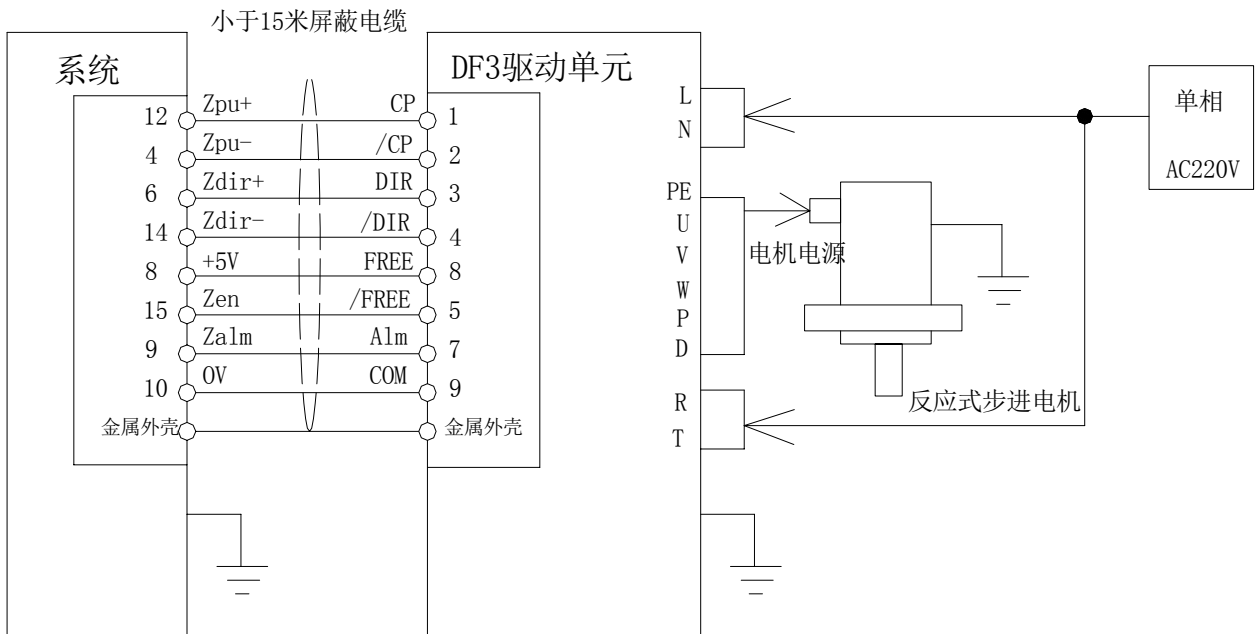 小于15米屏蔽电缆
系统
DF3驱动单元
12 Zpu+ CP 1
4 Zpu- /CP 2
6 Zdir+ DIR 3
14 Zdir- /DIR 4
8 +5V FREE 8
15 Zen /FREE 5
9 Zalm Alm 7
10 0V COM 9
金属外壳 金属外壳
L
N
PE
U
V
W
P
D
R
T
电机电源
反应式步进电机
单相
AC220V